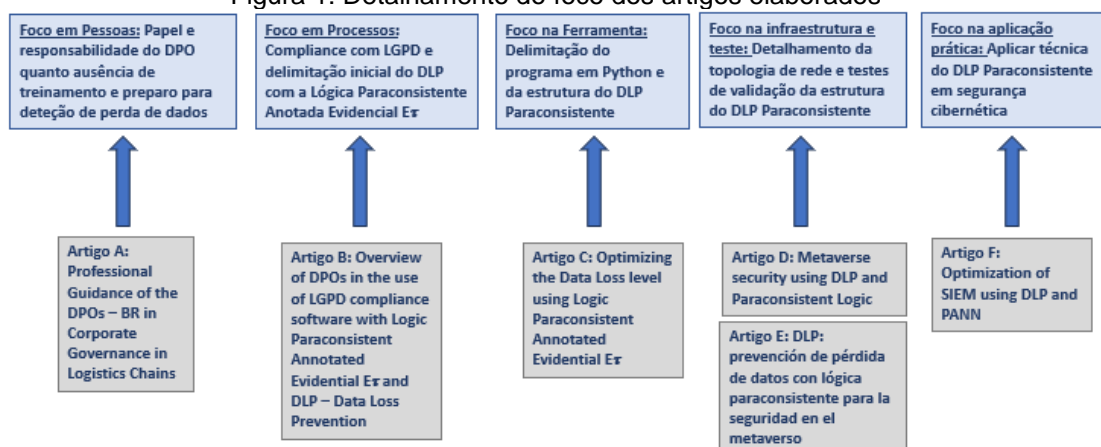 Figura 1: Detalhamento do foco dos artigos elaborados
Foco em Pessoas: Papel e
responsabilidade do DPO
quanto ausência de
treinamento e preparo para
deteção de perda de dados
Foco em Processos:
Compliance com LGPD e
delimitação inicial do DLP
com a Lógica Paraconsistente
Anotada Evidencial Eτ
Foco na Ferramenta:
Delimitação do
programa em Python e
da estrutura do DLP
Paraconsistente
Foco na infraestrutura e
teste: Detalhamento da
topologia de rede e testes
de validação da estrutura
do DLP Paraconsistente
Foco na aplicação
prática: Aplicar técnica
do DLP Paraconsistente
em segurança
cibernética
Artigo A:
Professional
Guidance of the
DPOs – BR in
Corporate
Governance in
Logistics Chains
Artigo B: Overview
of DPOs in the use
of LGPD compliance
software with Logic
Paraconsistent
Annotated
Evidential Eτ and
DLP – Data Loss
Prevention
Artigo C: Optimizing
the Data Loss level
using Logic
Paraconsistent
Annotated
Evidential Eτ
Artigo D: Metaverse
security using DLP and
Paraconsistent Logic
Artigo E: DLP:
prevención de pérdida
de datos con lógica
paraconsistente para la
seguridad en el
metaverso
Artigo F:
Optimization of
SIEM using DLP and
PANN